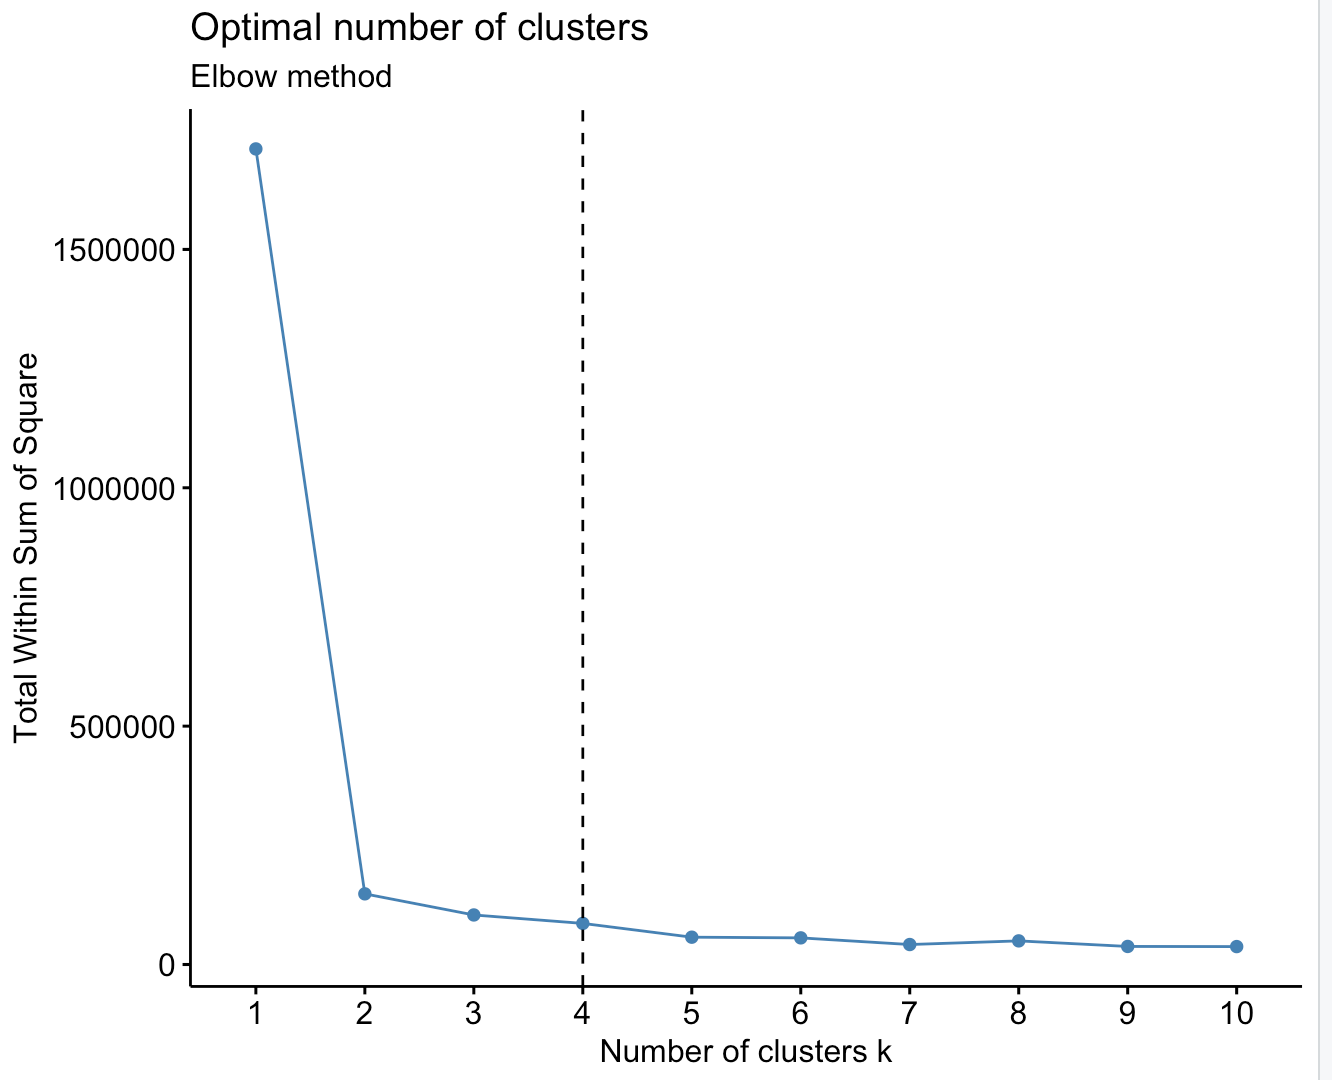 Optimal number of clusters
Elbow method
Total Within Sum of Square
1500000
1000000
500000
0
1 2 3 4 5 6 7 8 9 10
Number of clusters k